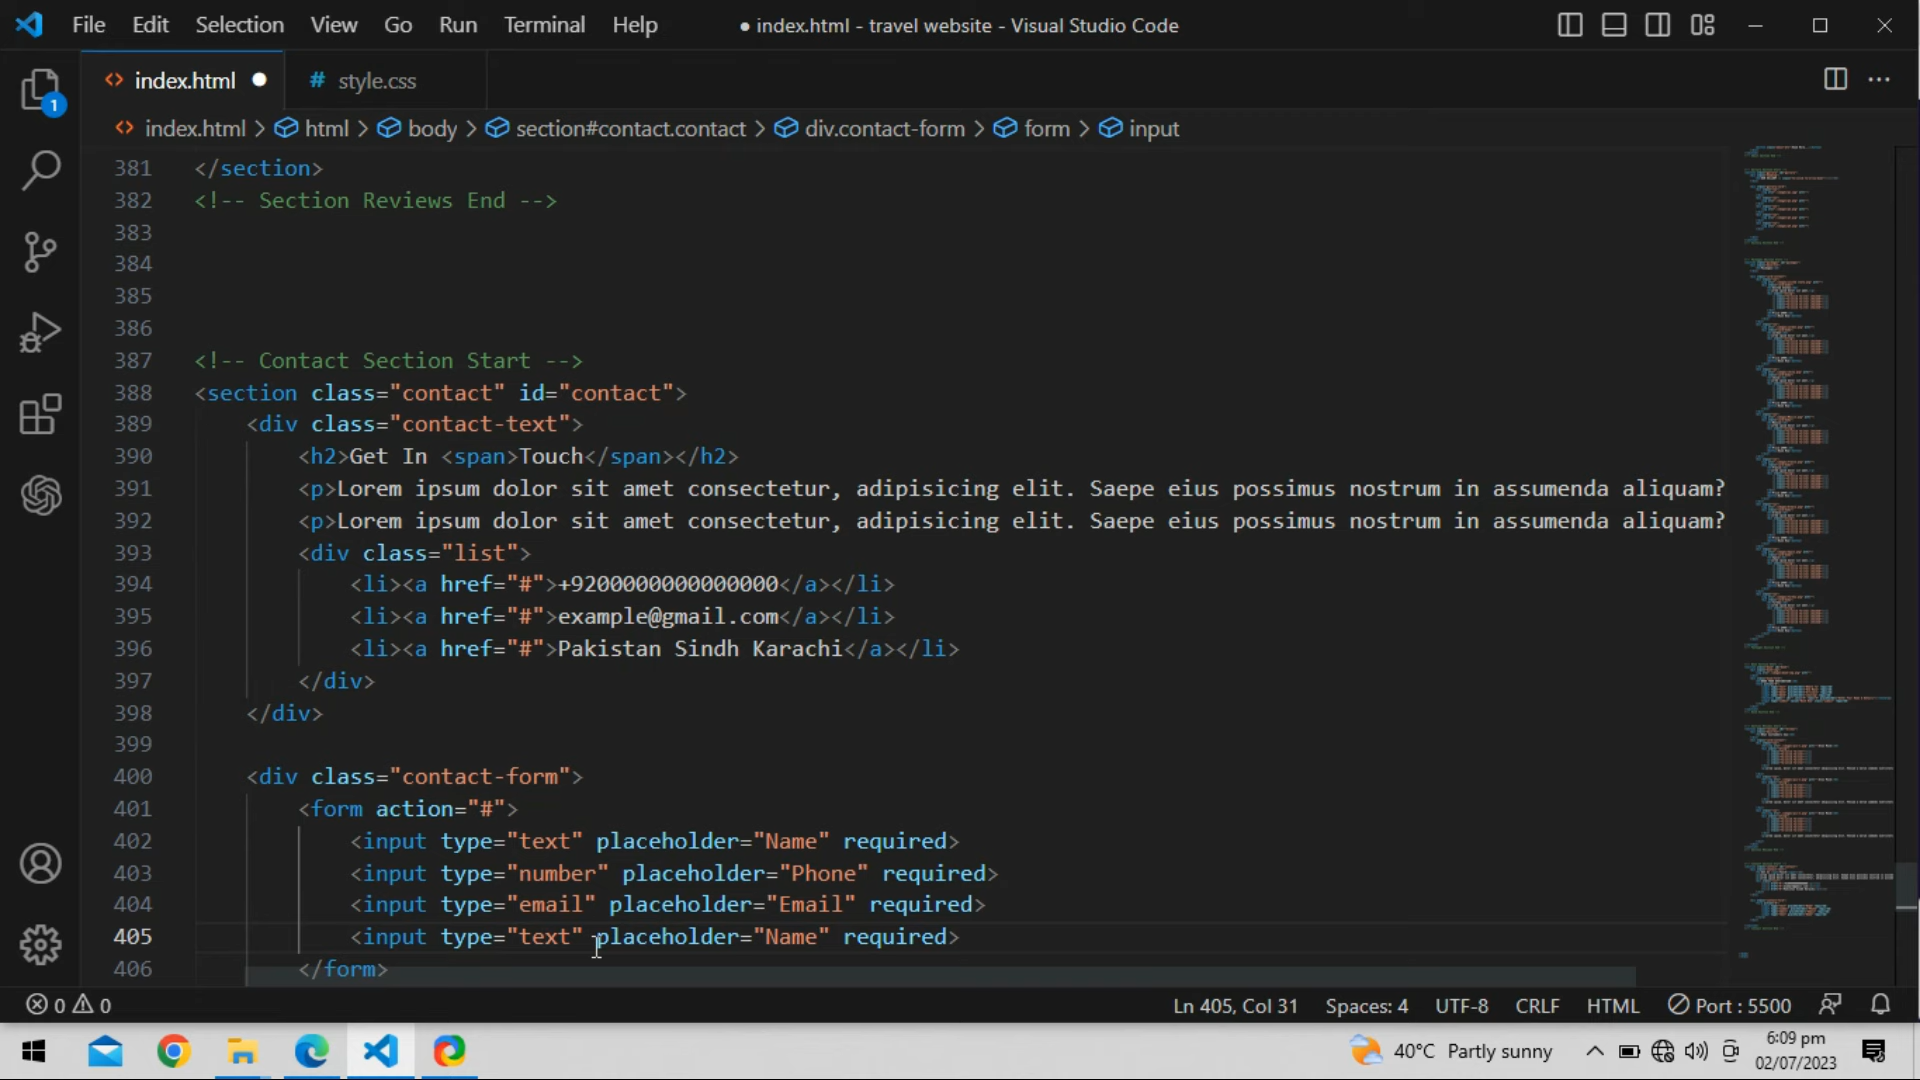 File Edit Selection View Go Run Terminal Help ● index.html - travel website - Visual Studio Code
index.html ● # style.css
index.html > html > body > section#contact.contact > div.contact-form > form > input
1
381 </section>
382 <!-- Section Reviews End -->
383
384
385
386
387 <!-- Contact Section Start -->
388 <section class="contact" id="contact">
389 <div class="contact-text">
390 <h2>Get In <span>Touch</span></h2>
391 <p>Lorem ipsum dolor sit amet consectetur, adipisicing elit. Saepe eius possimus nostrum in assumenda aliquam?
392 <p>Lorem ipsum dolor sit amet consectetur, adipisicing elit. Saepe eius possimus nostrum in assumenda aliquam?
393 <div class="list">
394 <li><a href="#">+9200000000000000</a></li>
395 <li><a href="#">example@gmail.com</a></li>
396 <li><a href="#">Pakistan Sindh Karachi</a></li>
397 </div>
398 </div>
399
400 <div class="contact-form">
401 <form action="#">
402 <input type="text" placeholder="Name" required>
403 <input type="number" placeholder="Phone" required>
404 <input type="email" placeholder="Email" required>
405 <input type="text" placeholder="Name" required>
406 </form>
0 0 Ln 405, Col 31 Spaces: 4 UTF-8 CRLF HTML Port : 5500
40°C Partly sunny 6:09 pm
02/07/2023